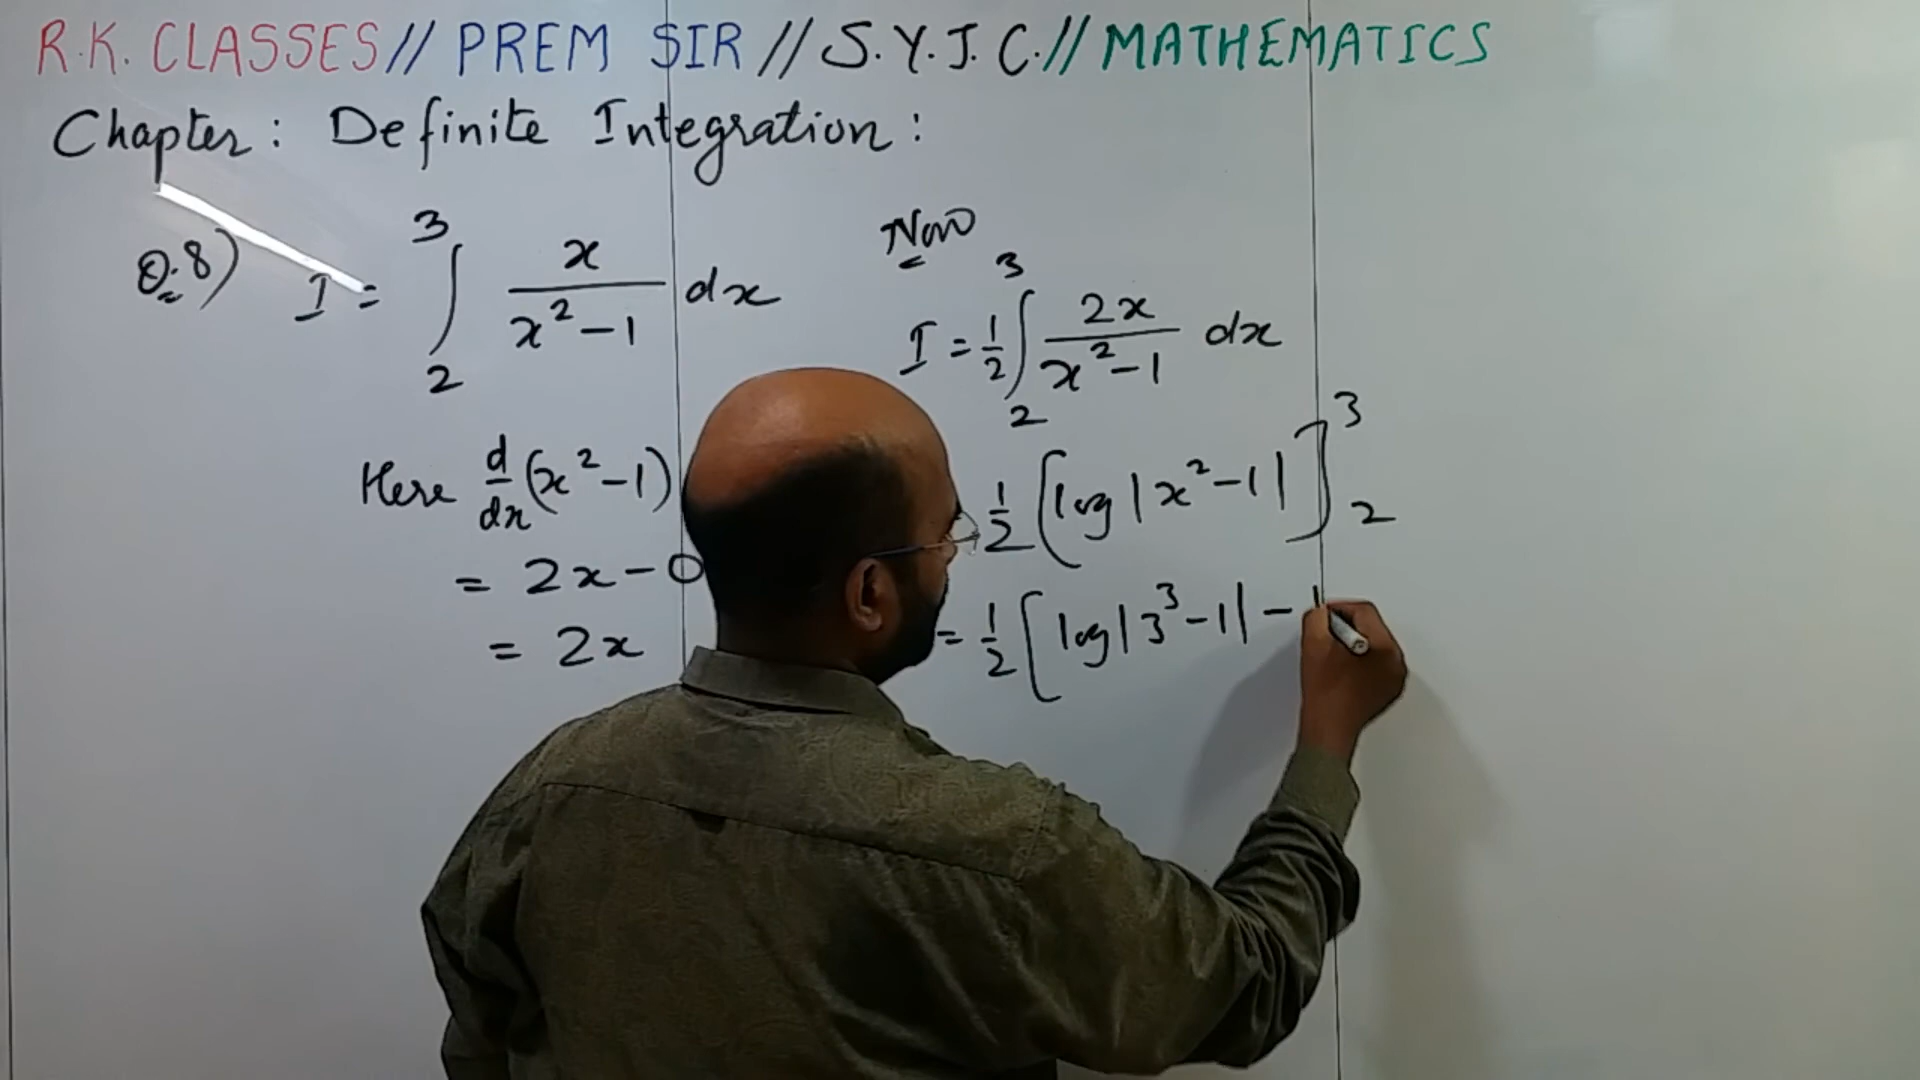 R.K. CLASSES // PREM SIR // S.Y.J.C. // MATHEMATICS
Chapter : Definite Integration :
Q.8) I = ∫₂³ x/(x²-1) dx
Here d/dx (x²-1)
= 2x-0
= 2x
Now
I = 1/2 ∫₂³ 2x/(x²-1) dx
1/2 [log|x²-1|]₂³
= 1/2 [log|3³-1| -